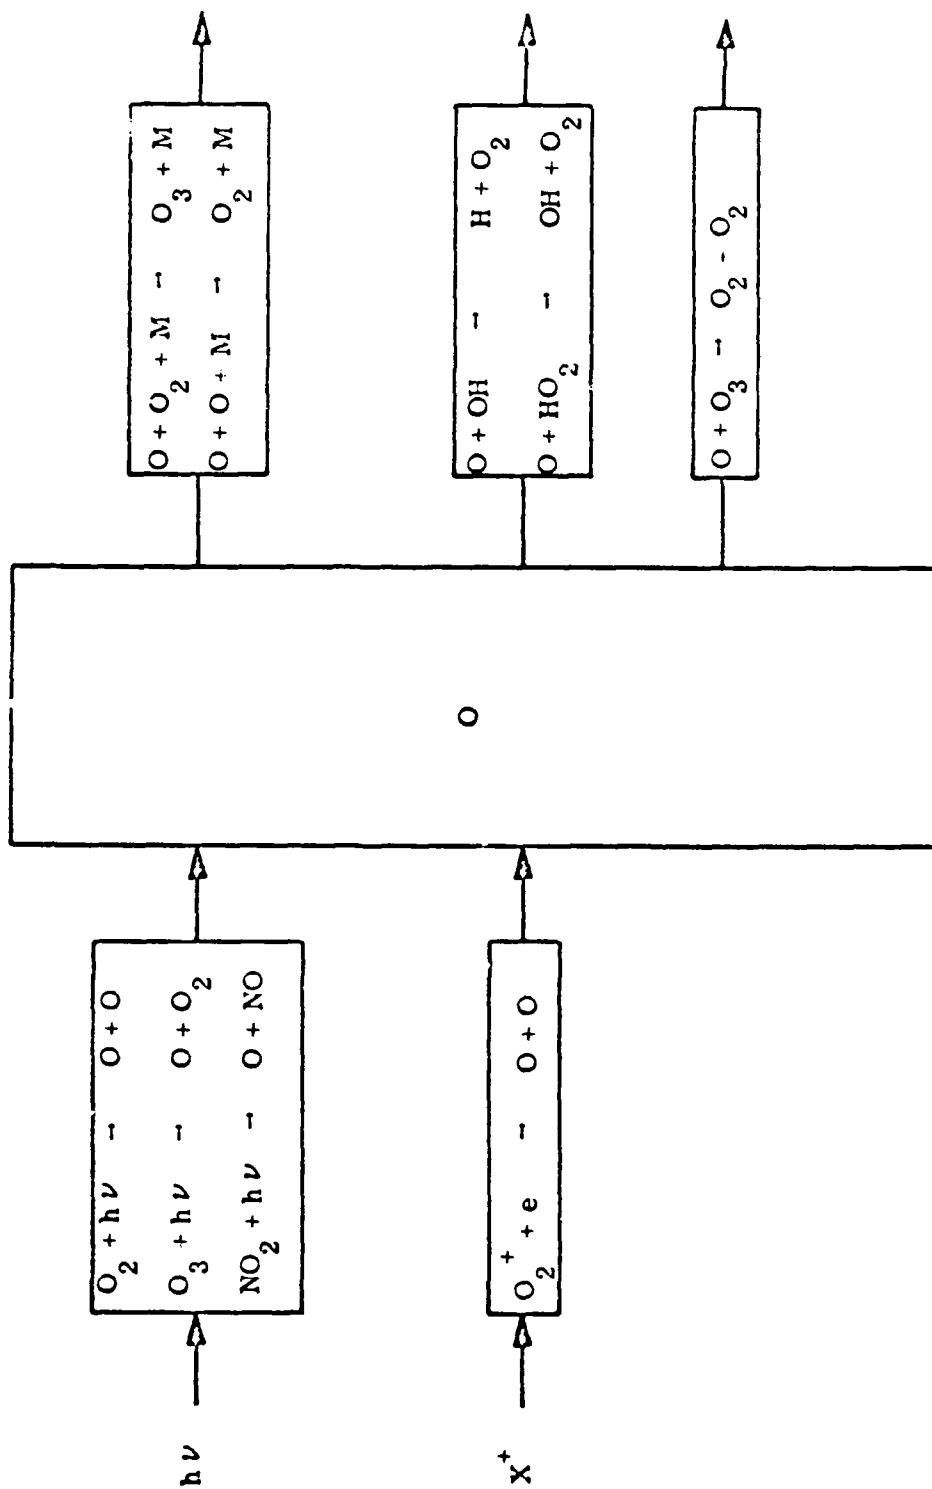 hν
O₂ + hν → O + O
O₃ + hν → O + O₂
NO₂ + hν → O + NO
X⁺
O₂⁺ + e → O + O
O
O + O₂ + M → O₃ + M
O + O + M → O₂ + M
O + OH − H + O₂
O + HO₂ − OH + O₂
O + O₃ → O₂ - O₂